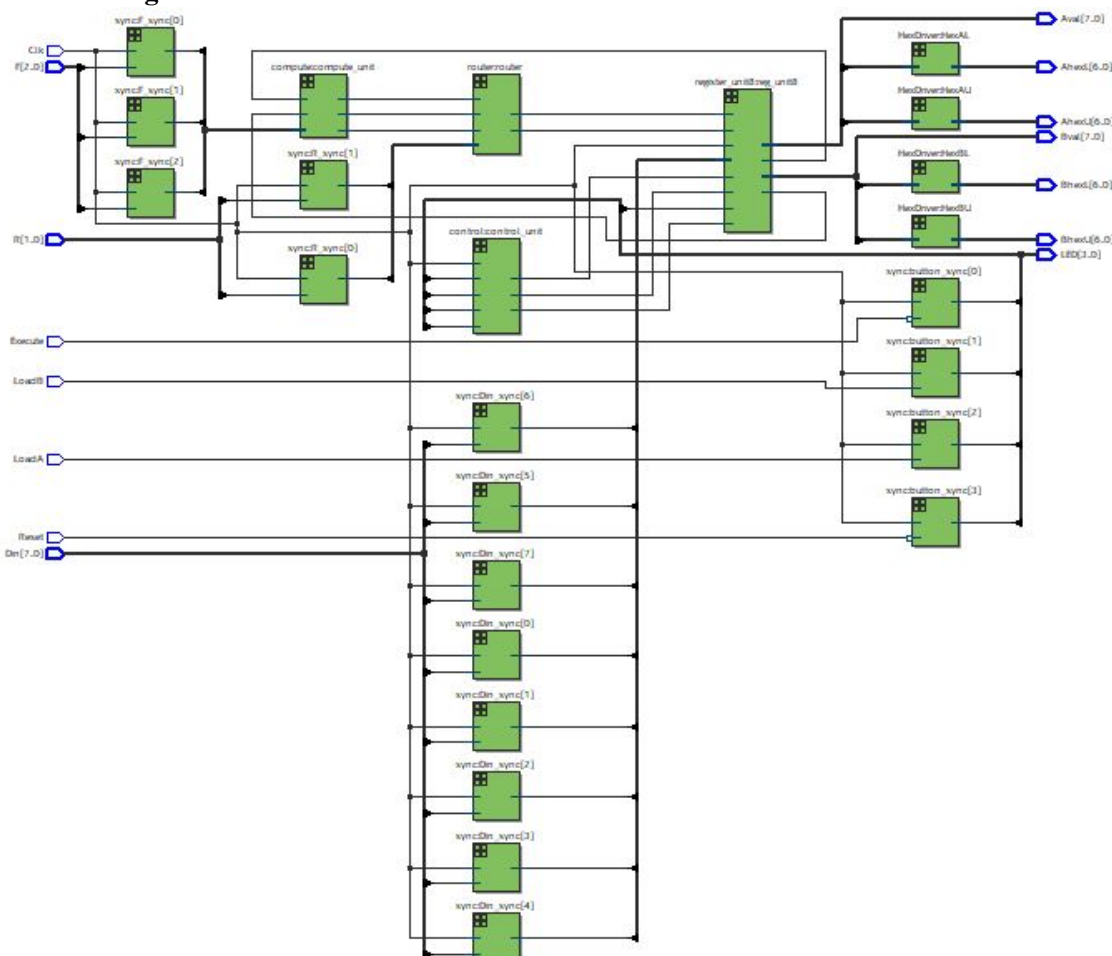 sync:F_sync[0]
Clk
F[2..0]
sync:F_sync[1]
sync:F_sync[2]
R[1..0]
compute:compute_unit
router:router
sync:R_sync[1]
sync:R_sync[0]
control:control_unit
register_unit8:reg_unit8
Aval[7..0]
HexDriver:HexAL
AhexL[6..0]
HexDriver:HexAU
AhexU[6..0]
Bval[7..0]
HexDriver:HexBL
BhexL[6..0]
HexDriver:HexBU
BhexU[6..0]
LED[3..0]
sync:button_sync[0]
Execute
sync:button_sync[1]
LoadB
sync:Din_sync[6]
sync:button_sync[2]
LoadA
sync:Din_sync[5]
sync:button_sync[3]
Reset
Din[7..0]
sync:Din_sync[7]
sync:Din_sync[0]
sync:Din_sync[1]
sync:Din_sync[2]
sync:Din_sync[3]
sync:Din_sync[4]